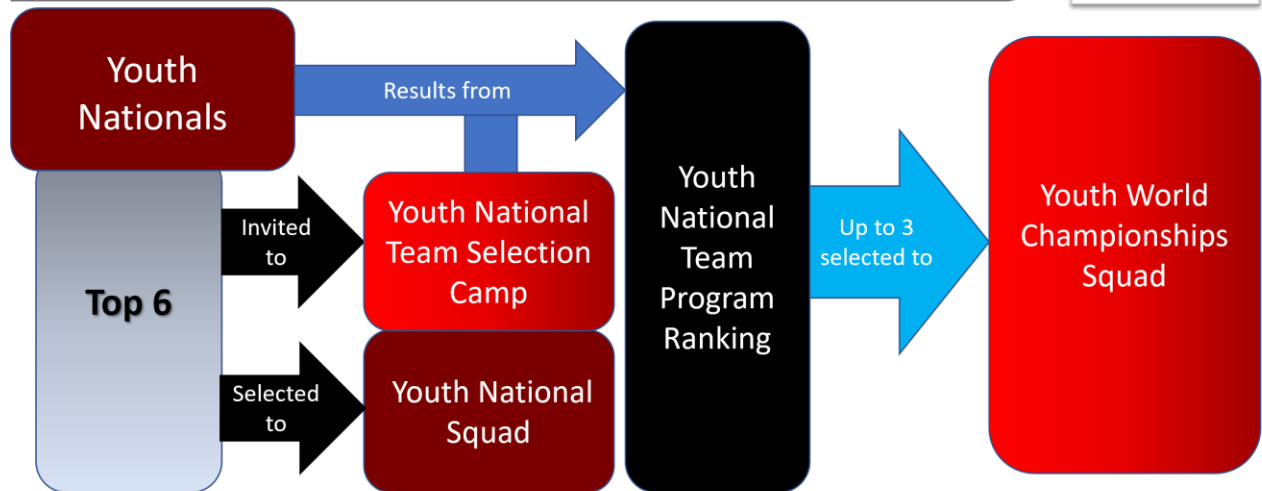 Youth
Nationals
Results from
Top 6
Invited
to
Youth National
Team Selection
Camp
Selected
to
Youth National
Squad
Youth
National
Team
Program
Ranking
Up to 3
selected to
Youth World
Championships
Squad